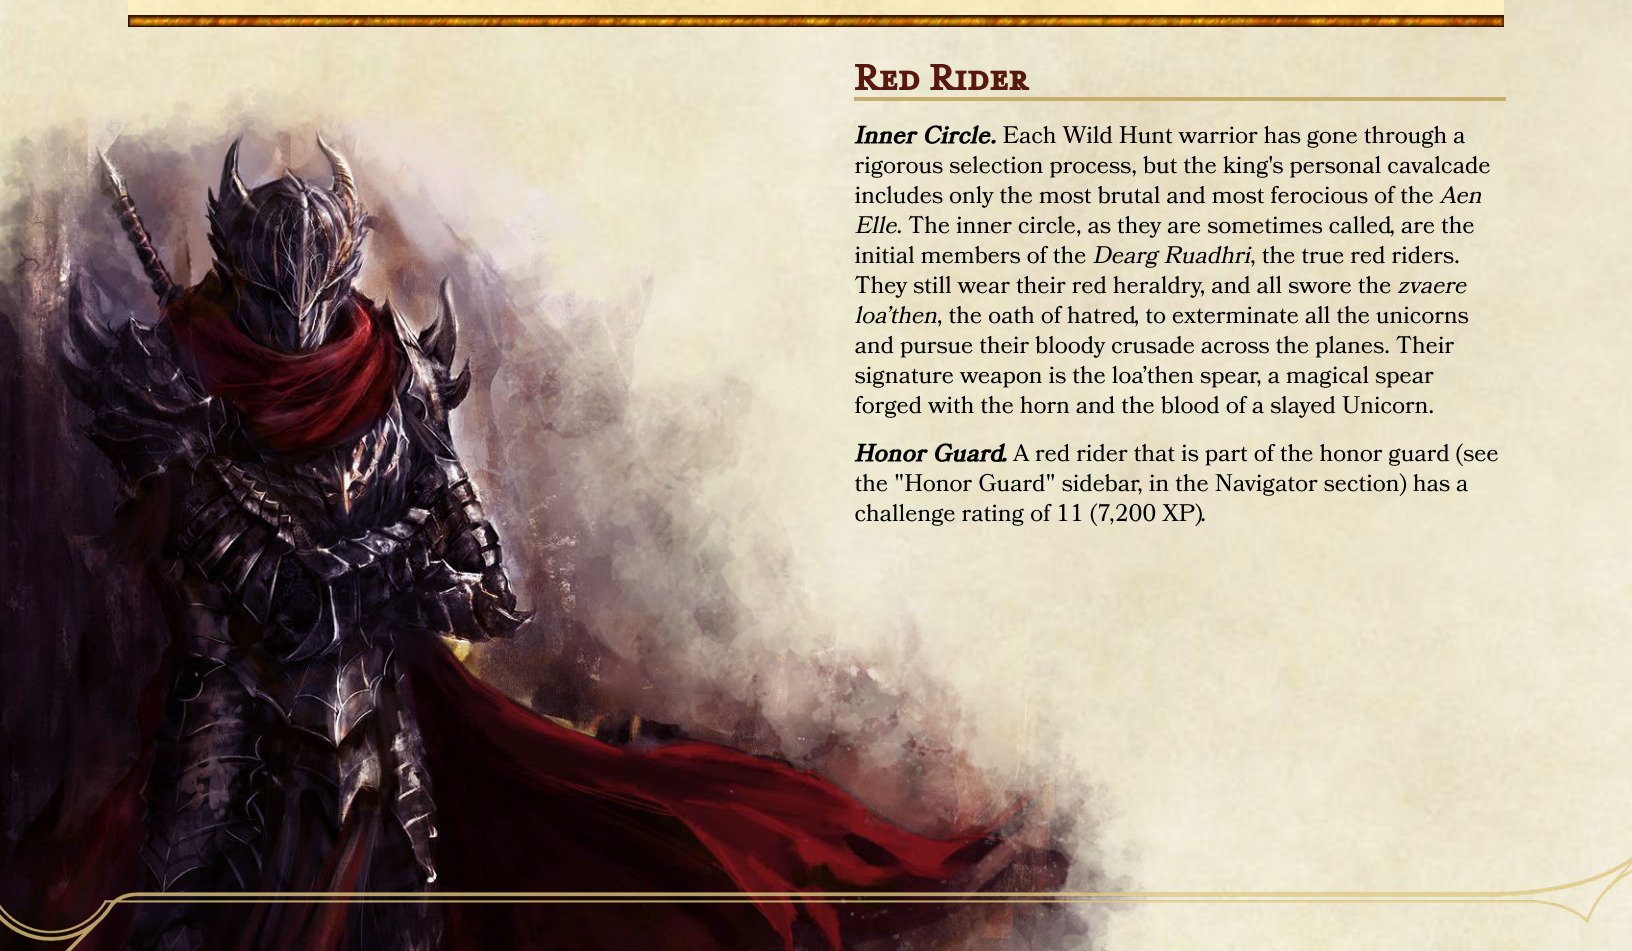 Red Rider
Inner Circle. Each Wild Hunt warrior has gone through a
rigorous selection process, but the king's personal cavalcade
includes only the most brutal and most ferocious of the Aen
Elle. The inner circle, as they are sometimes called, are the
initial members of the Dearg Ruadhri, the true red riders.
They still wear their red heraldry, and all swore the zvaere
loa’then, the oath of hatred, to exterminate all the unicorns
and pursue their bloody crusade across the planes. Their
signature weapon is the loa’then spear, a magical spear
forged with the horn and the blood of a slayed Unicorn.
Honor Guard. A red rider that is part of the honor guard (see
the "Honor Guard" sidebar, in the Navigator section) has a
challenge rating of 11 (7,200 XP).